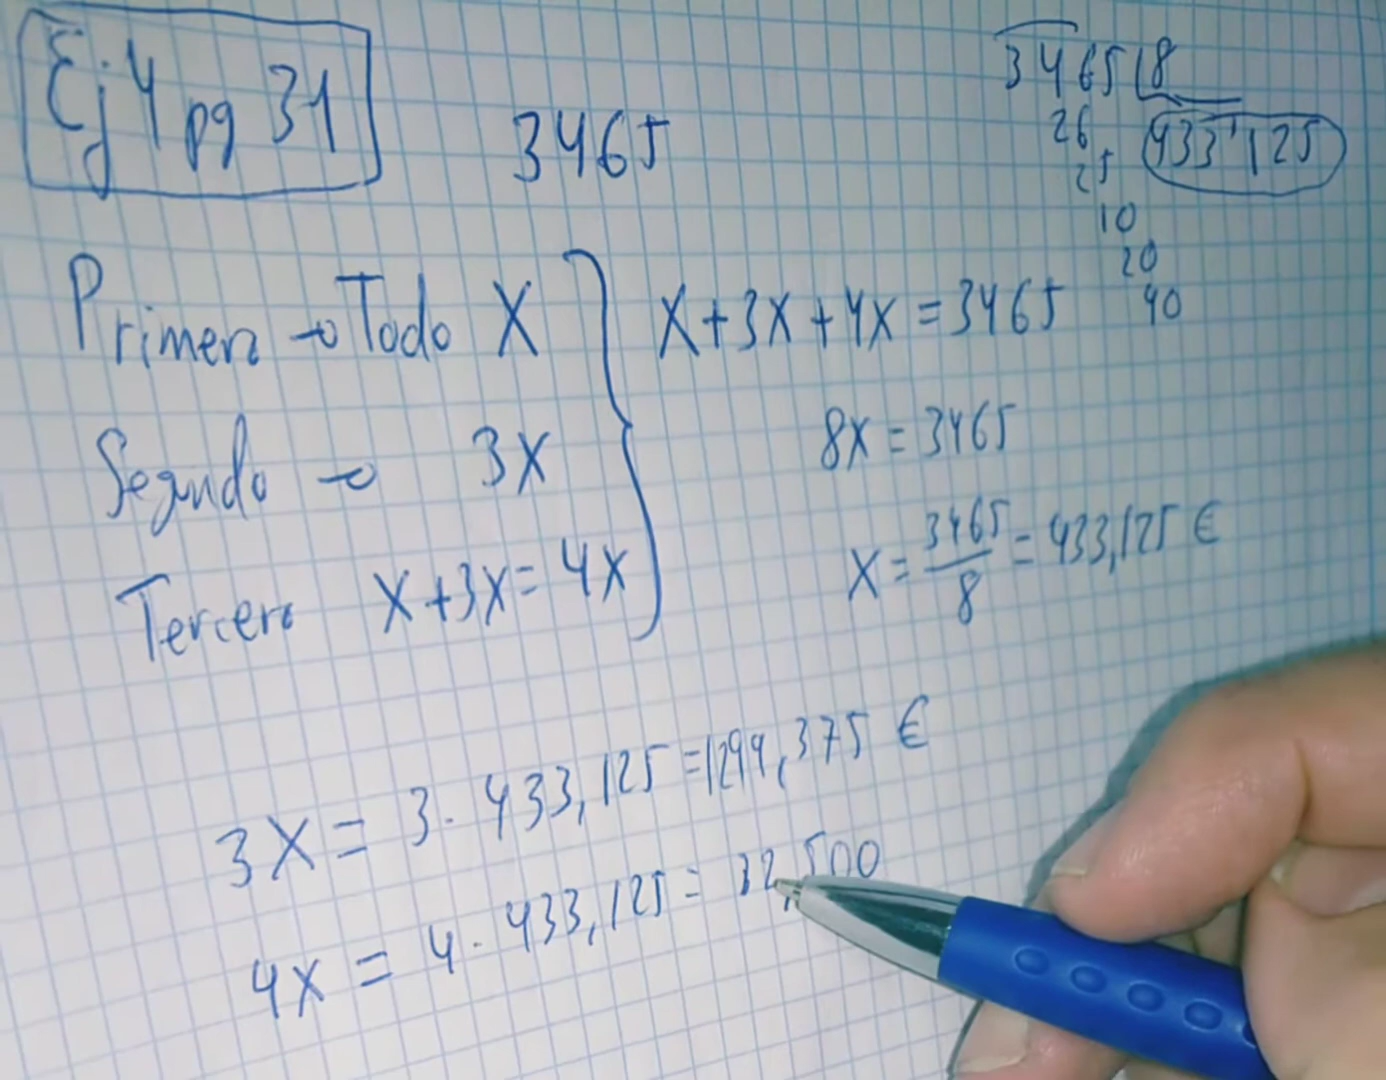 Ej 4 pg 31
3465
3465 | 8
26
433'125
25
10
20
40
Primero → Todo X
Segundo → 3X
Tercero X+3X=4X
X+3X+4X=3465
8X=3465
X=3465/8=433,125 €
3X=3·433,125=1299,375 €
4X=4·433,125=32,500